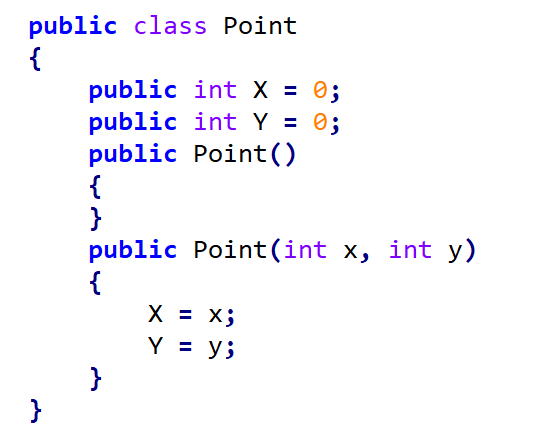 public class Point
{
    public int X = 0;
    public int Y = 0;
    public Point()
    {
    }
    public Point(int x, int y)
    {
        X = x;
        Y = y;
    }
}